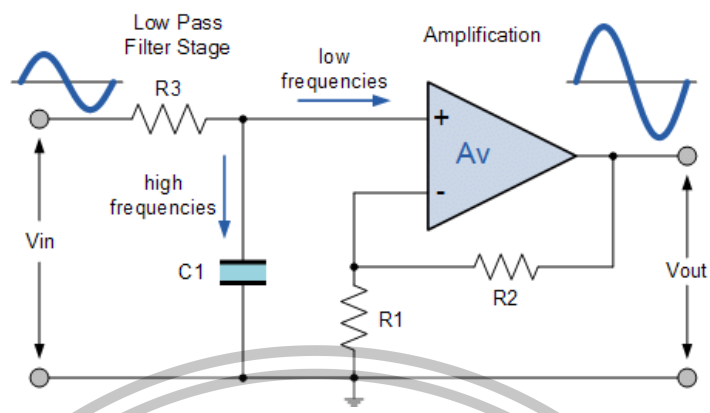 Low Pass
Filter Stage
Amplification
low
frequencies
R3
+
Av
-
high
frequencies
Vin
C1
R2
Vout
R1